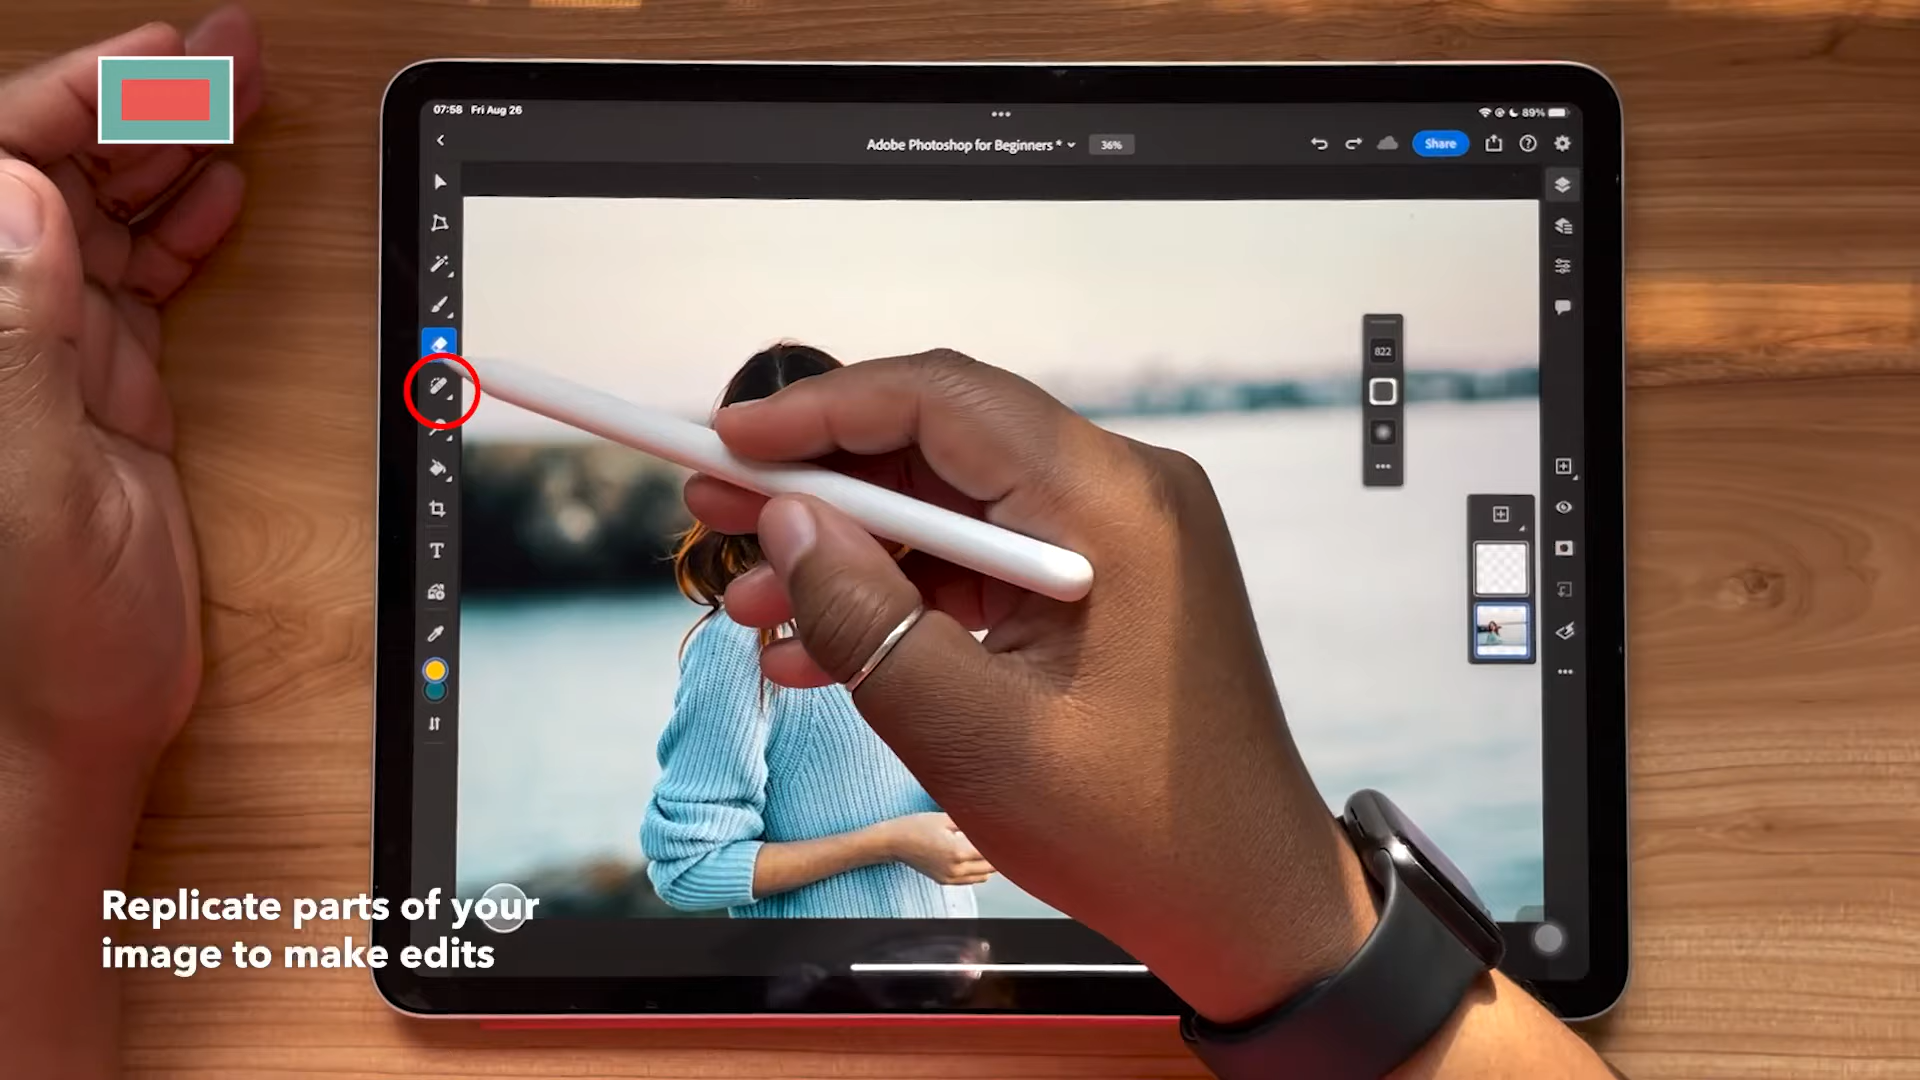 07:58 Fri Aug 26
89%
Adobe Photoshop for Beginners *
36%
Share
822
T
Replicate parts of your
image to make edits